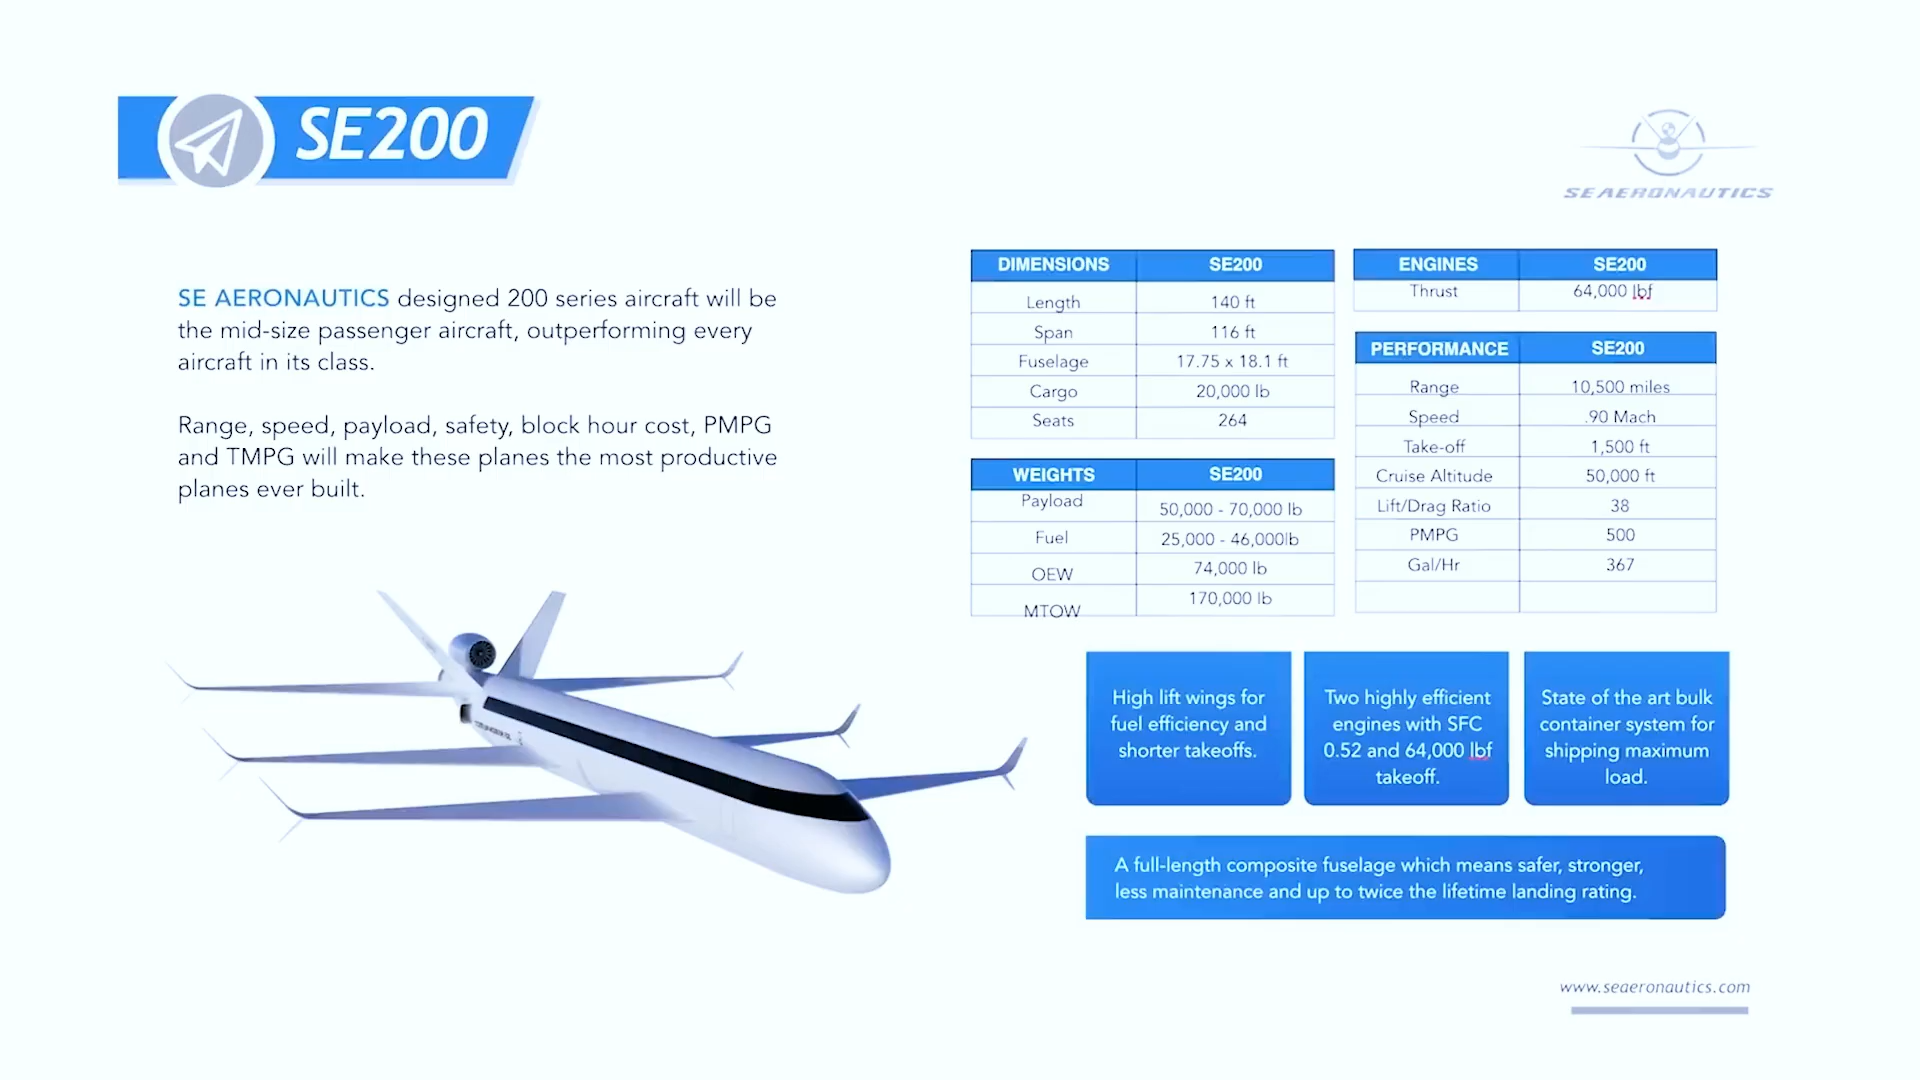 SE200
SE AERONAUTICS
SE AERONAUTICS designed 200 series aircraft will be
the mid-size passenger aircraft, outperforming every
aircraft in its class.
Range, speed, payload, safety, block hour cost, PMPG
and TMPG will make these planes the most productive
planes ever built.
DIMENSIONS SE200
Length 140 ft
Span 116 ft
Fuselage 17.75 x 18.1 ft
Cargo 20,000 lb
Seats 264
WEIGHTS SE200
Payload 50,000 - 70,000 lb
Fuel 25,000 - 46,000lb
OEW 74,000 lb
MTOW 170,000 lb
ENGINES SE200
Thrust 64,000 lbf
PERFORMANCE SE200
Range 10,500 miles
Speed .90 Mach
Take-off 1,500 ft
Cruise Altitude 50,000 ft
Lift/Drag Ratio 38
PMPG 500
Gal/Hr 367
High lift wings for
fuel efficiency and
shorter takeoffs.
Two highly efficient
engines with SFC
0.52 and 64,000 lbf
takeoff.
State of the art bulk
container system for
shipping maximum
load.
A full-length composite fuselage which means safer, stronger,
less maintenance and up to twice the lifetime landing rating.
www.seaeronautics.com